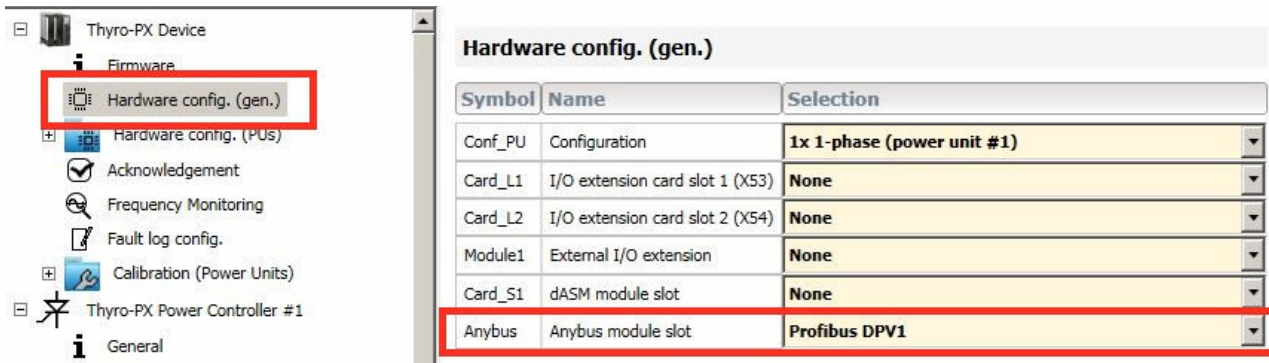 Thyro-PX Device
Firmware
Hardware config. (gen.)
Hardware config. (PUs)
Acknowledgement
Frequency Monitoring
Fault log config.
Calibration (Power Units)
Thyro-PX Power Controller #1
General
Hardware config. (gen.)
Symbol Name Selection
Conf_PU Configuration 1x 1-phase (power unit #1)
Card_L1 I/O extension card slot 1 (X53) None
Card_L2 I/O extension card slot 2 (X54) None
Module1 External I/O extension None
Card_S1 dASM module slot None
Anybus Anybus module slot Profibus DPV1